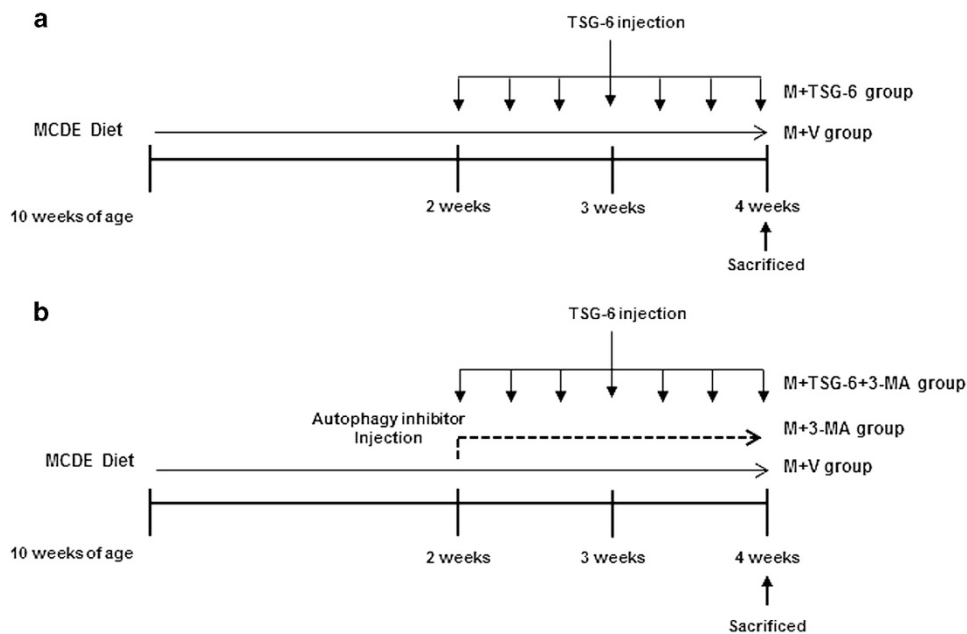 a
TSG-6 injection
M+TSG-6 group
MCDE Diet
M+V group
10 weeks of age
2 weeks
3 weeks
4 weeks
Sacrificed
b
TSG-6 injection
M+TSG-6+3-MA group
Autophagy inhibitor
Injection
M+3-MA group
MCDE Diet
M+V group
10 weeks of age
2 weeks
3 weeks
4 weeks
Sacrificed